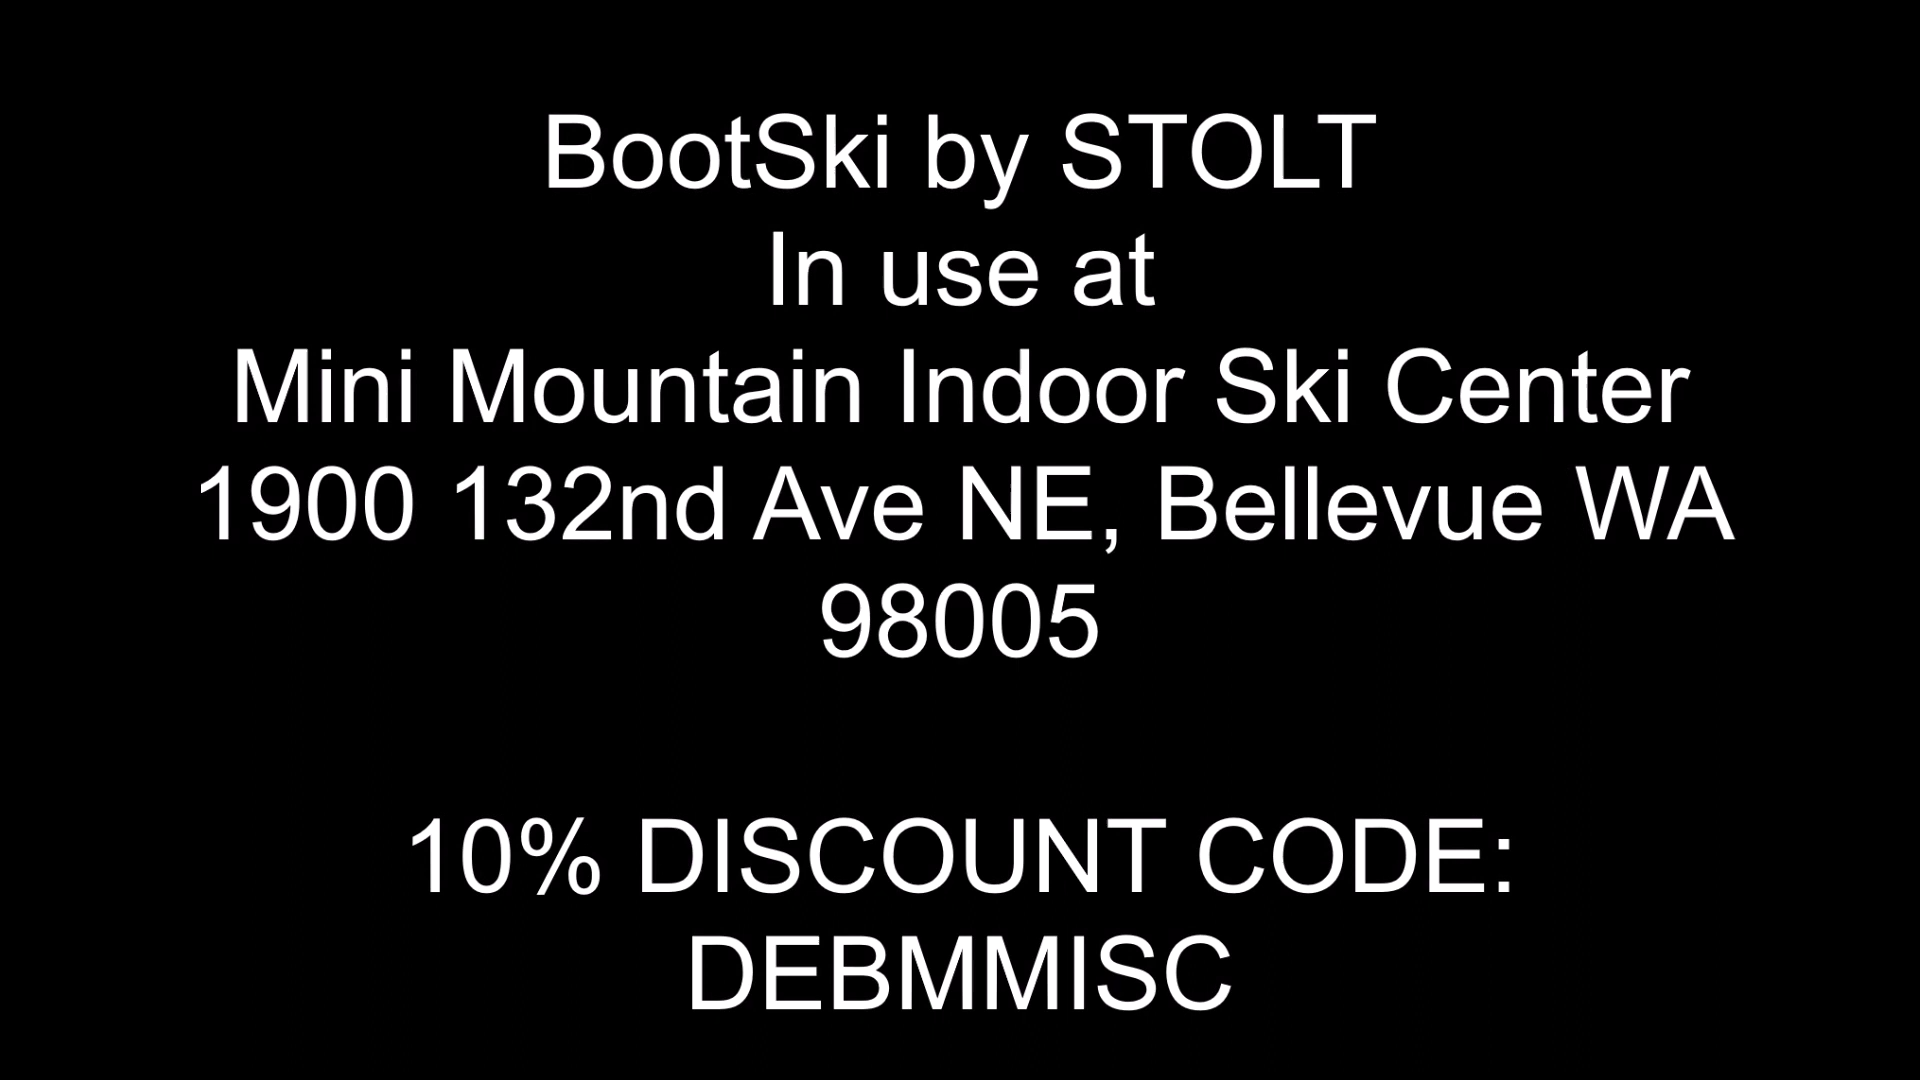 BootSki by STOLT
In use at
Mini Mountain Indoor Ski Center
1900 132nd Ave NE, Bellevue WA
98005
10% DISCOUNT CODE:
DEBMMISC